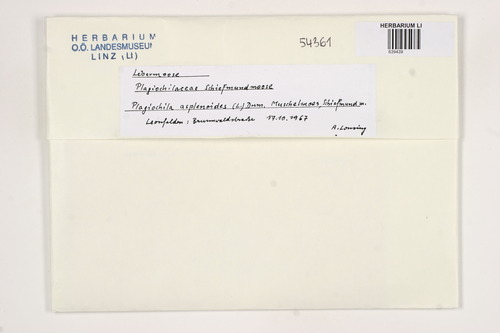 HERBARIUM
O.Ö. LANDESMUSEUM
LINZ (LI)
54361
HERBARIUM LI
Lebermoose
Plagiochilaceae Schiefmundmoose
Plagiochila asplenoides (L.) Dum. Muschelmoos, Schiefmundm.
Leonfelden : Brunnwaldstraße 17.10.1967